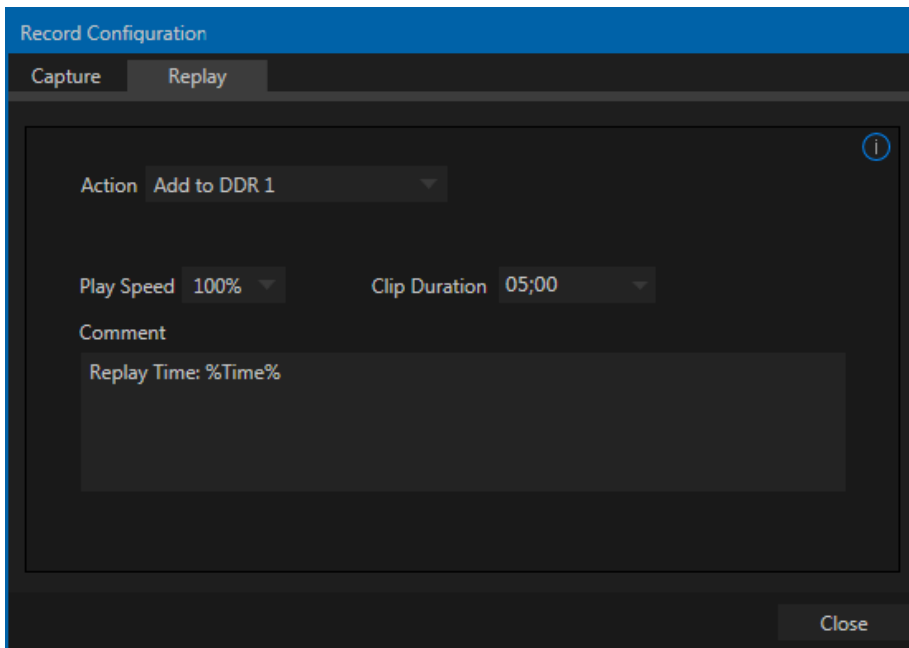 Record Configuration
Capture Replay
i
Action Add to DDR 1
Play Speed 100% Clip Duration 05;00
Comment
Replay Time: %Time%
Close